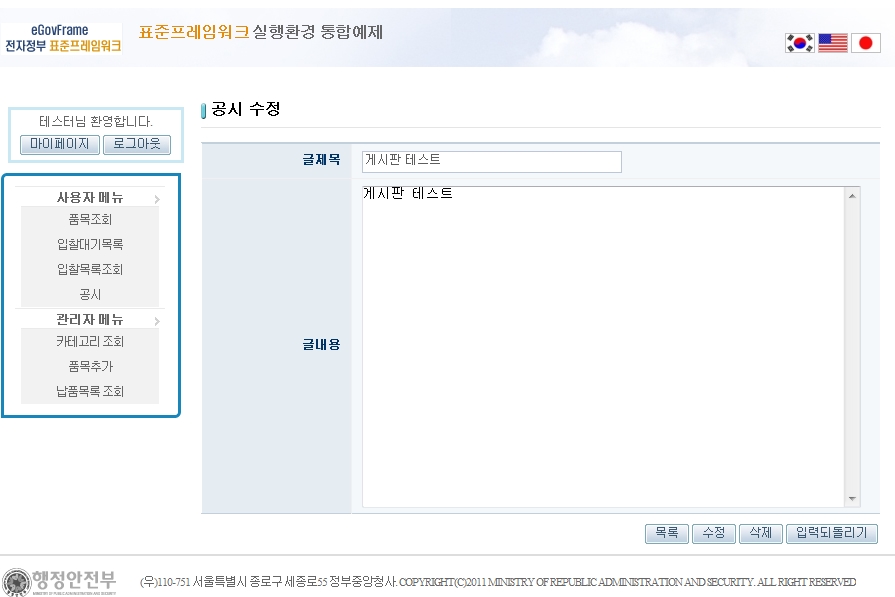 eGovFrame
전자정부 표준프레임워크
표준프레임워크 실행환경 통합예제
테스터님 환영합니다.
마이페이지 로그아웃
사용자 메뉴
품목조회
입찰대기목록
입찰목록조회
공시
관리자 메뉴
카테고리 조회
품목추가
납품목록 조회
공시 수정
글제목 게시판 테스트
글내용 게시판 테스트
목록 수정 삭제 입력되돌리기
행정안전부
MINISTRY OF PUBLIC ADMINISTRATION AND SECURITY
(우)110-751 서울특별시 종로구 세종로55 정부중앙청사. COPYRIGHT(C)2011 MINISTRY OF REPUBLIC ADMINISTRATION AND SECURITY. ALL RIGHT RESERVED